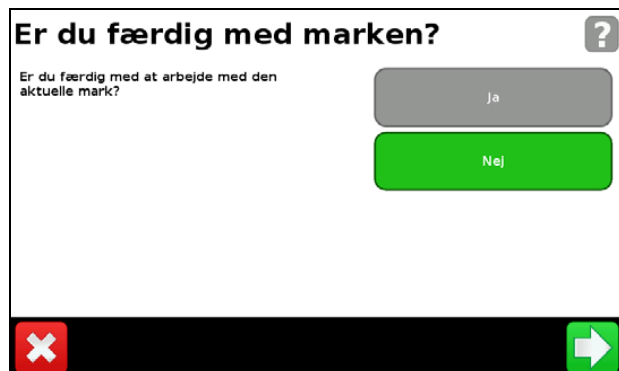 Er du færdig med marken?
?
Er du færdig med at arbejde med den
aktuelle mark?
Ja
Nej